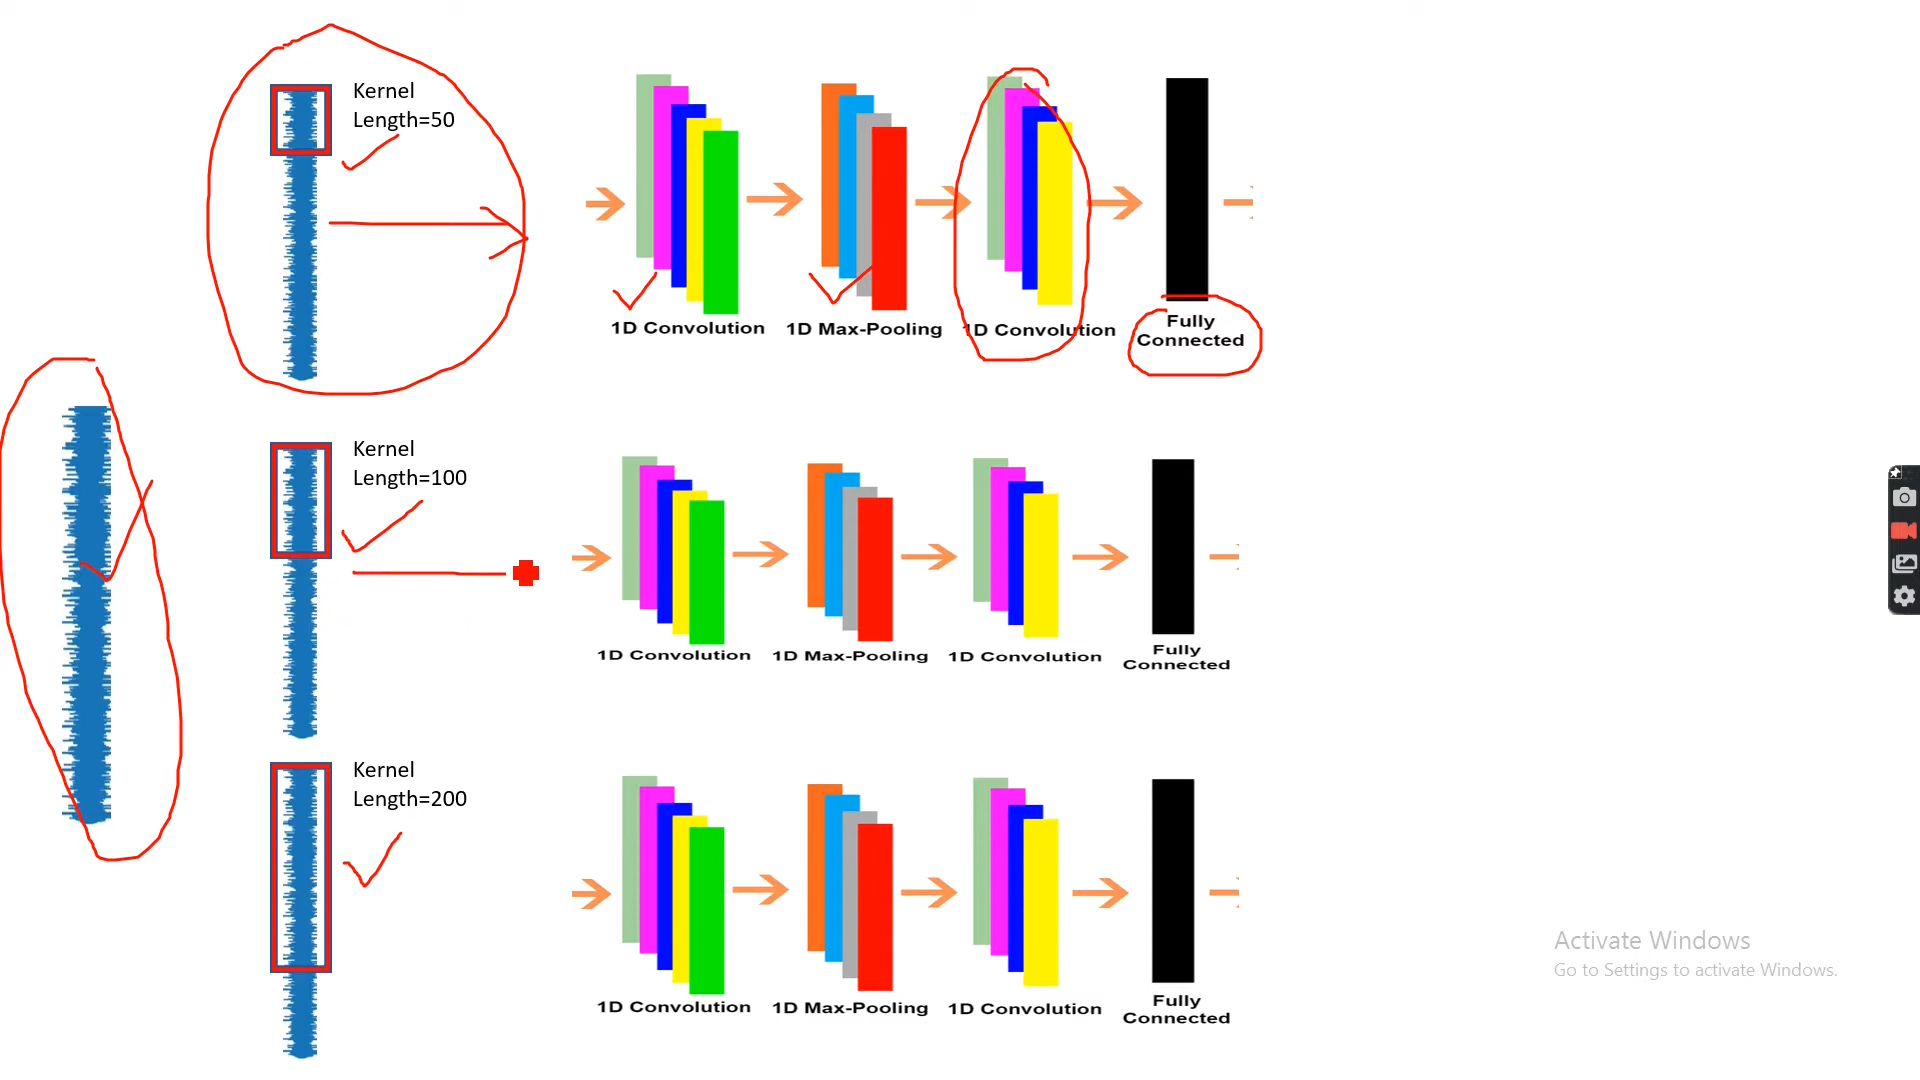 Kernel
Length=50
1D Convolution
1D Max-Pooling
1D Convolution
Fully
Connected
Kernel
Length=100
1D Convolution
1D Max-Pooling
1D Convolution
Fully
Connected
Kernel
Length=200
1D Convolution
1D Max-Pooling
1D Convolution
Fully
Connected
Activate Windows
Go to Settings to activate Windows.